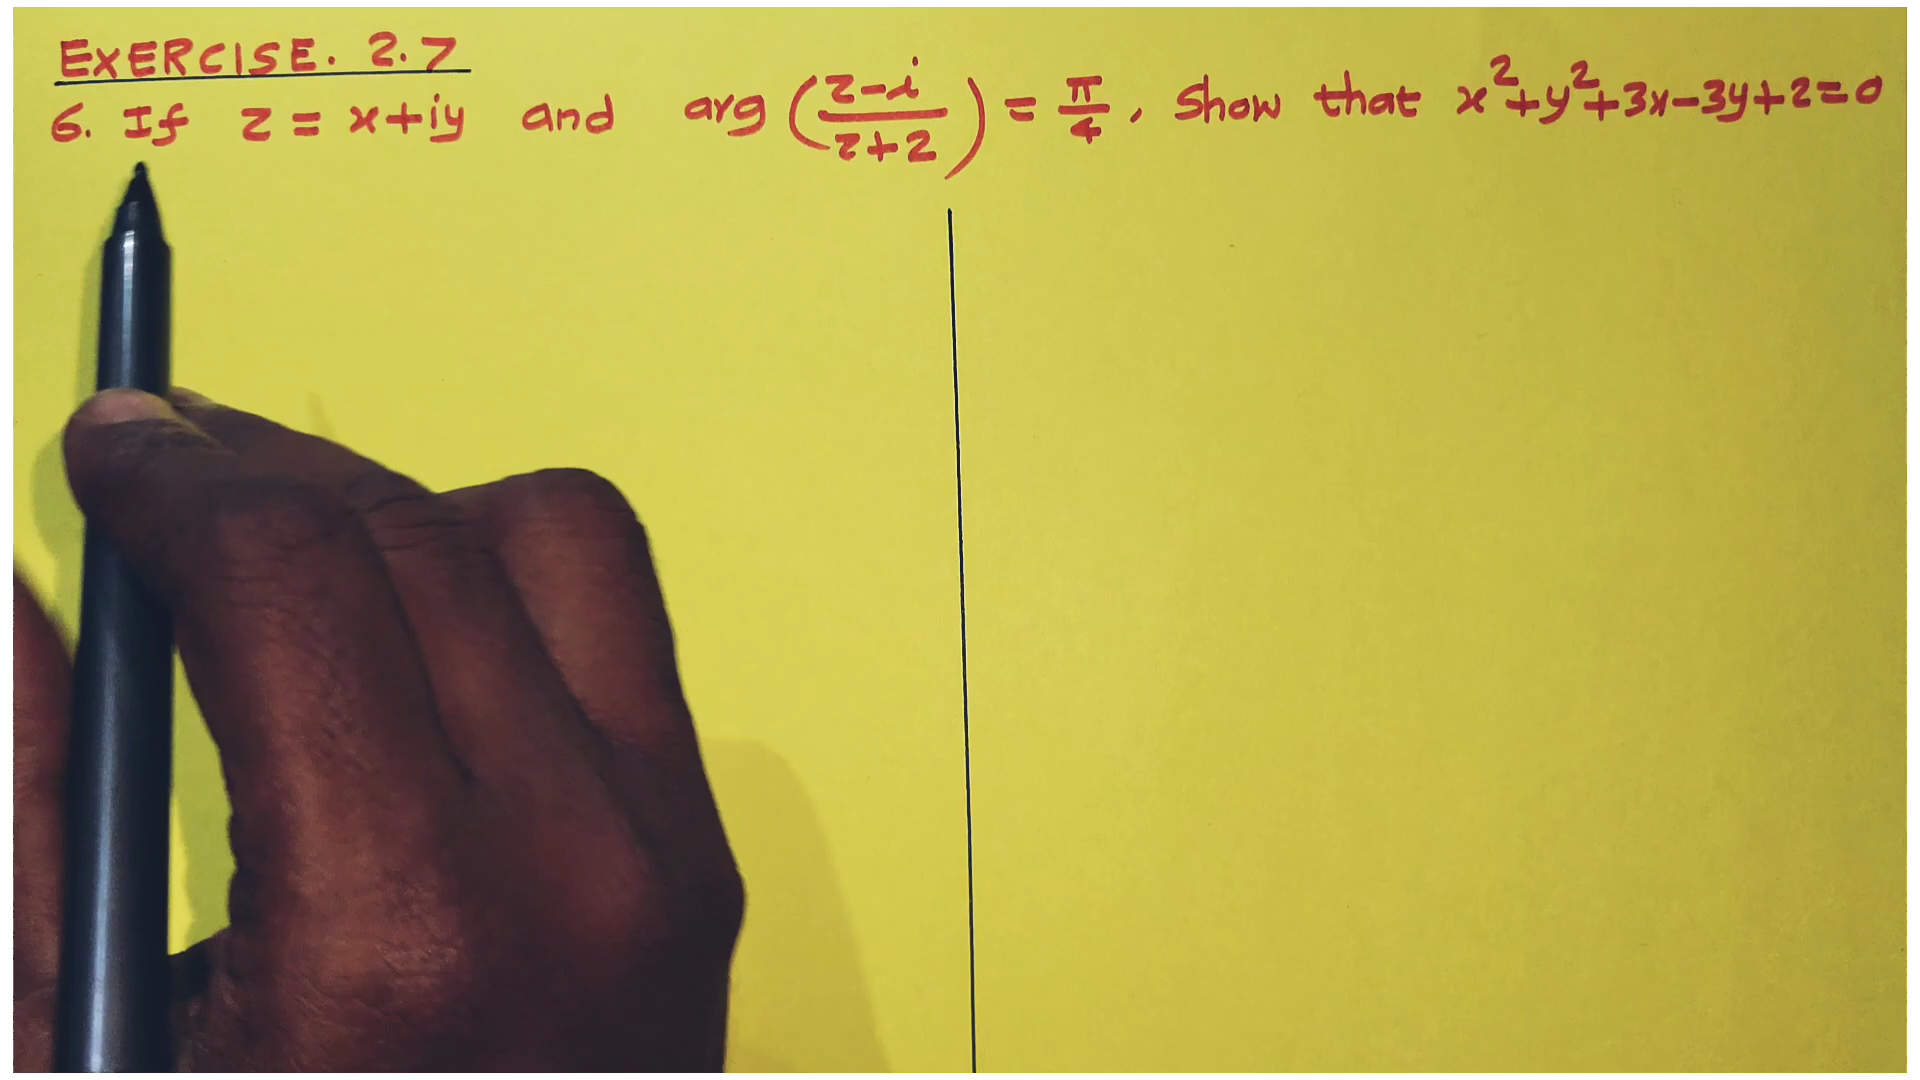 EXERCISE. 2.7
6. If z = x+iy and arg (z-i/z+2) = π/4, Show that x²+y²+3x-3y+2=0